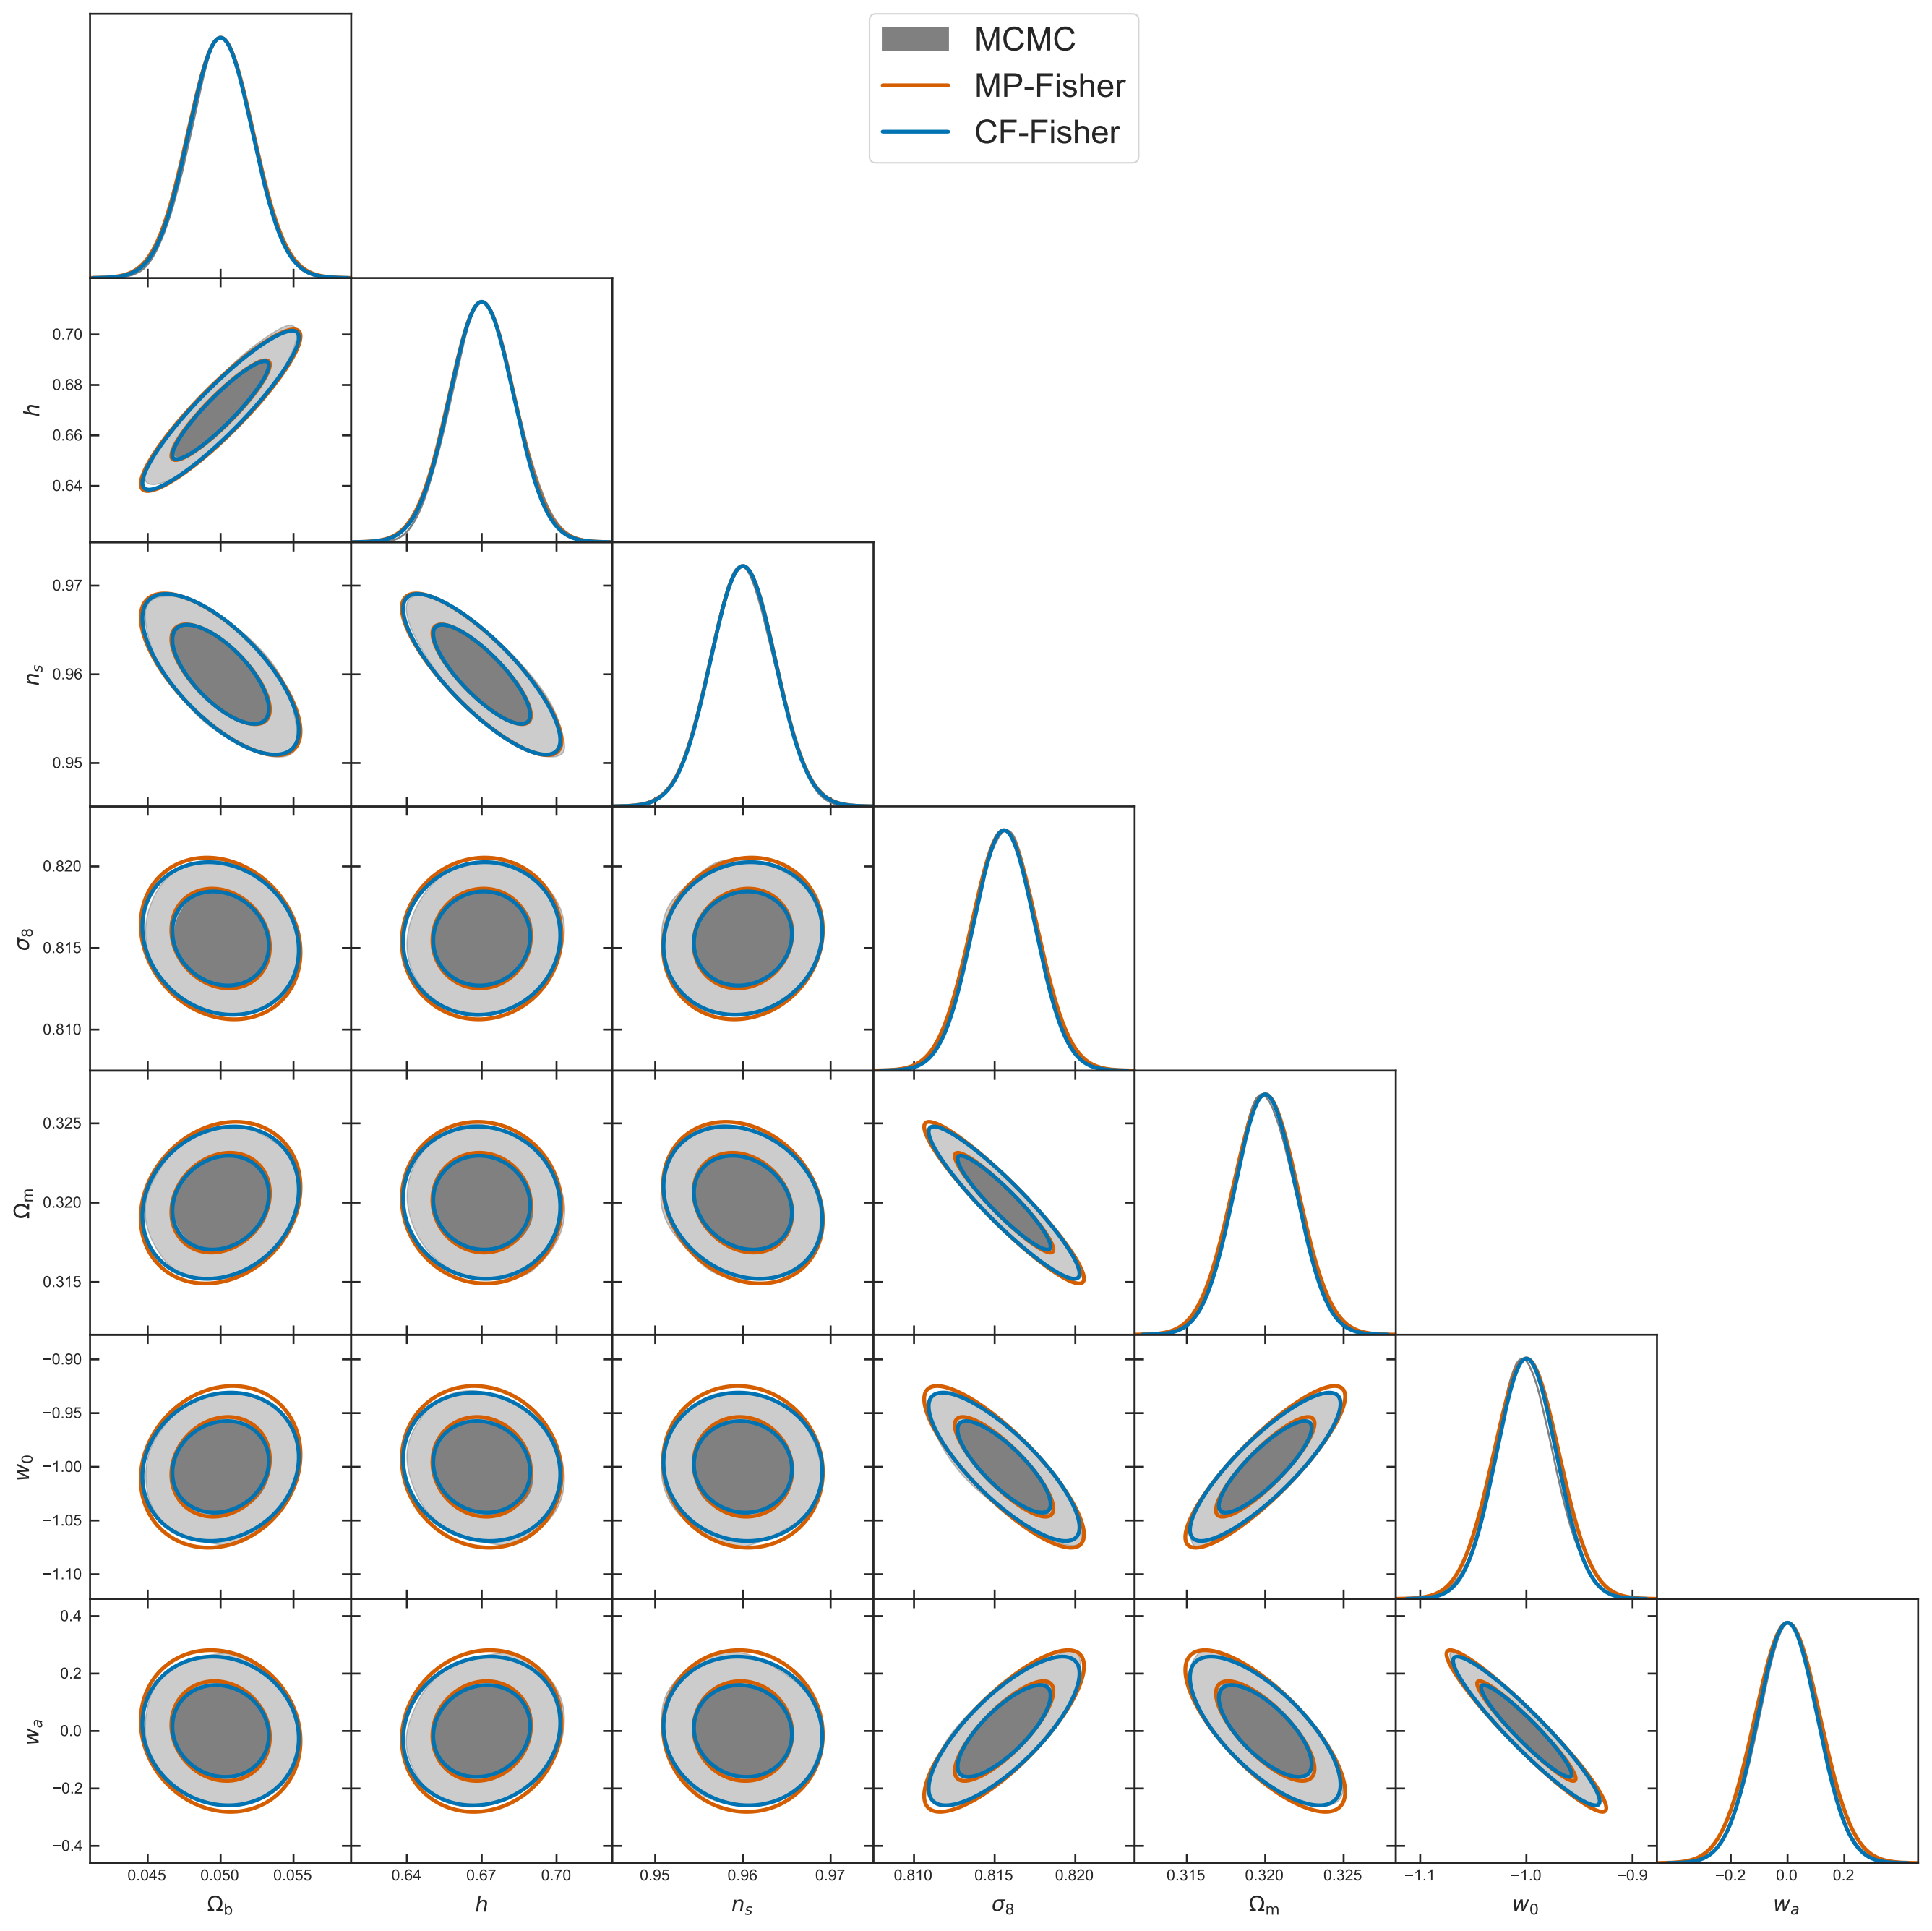 MCMC
MP-Fisher
CF-Fisher
0.70
0.68
0.66
0.64
h
0.97
0.96
0.95
n_s
0.820
0.815
0.810
σ_8
0.325
0.320
0.315
Ω_m
−0.90
−0.95
−1.00
−1.05
−1.10
w_0
0.4
0.2
0.0
−0.2
−0.4
w_a
0.045 0.050 0.055 0.64 0.67 0.70 0.95 0.96 0.97 0.810 0.815 0.820 0.315 0.320 0.325 −1.1 −1.0 −0.9 −0.2 0.0 0.2
Ω_b h n_s σ_8 Ω_m w_0 w_a